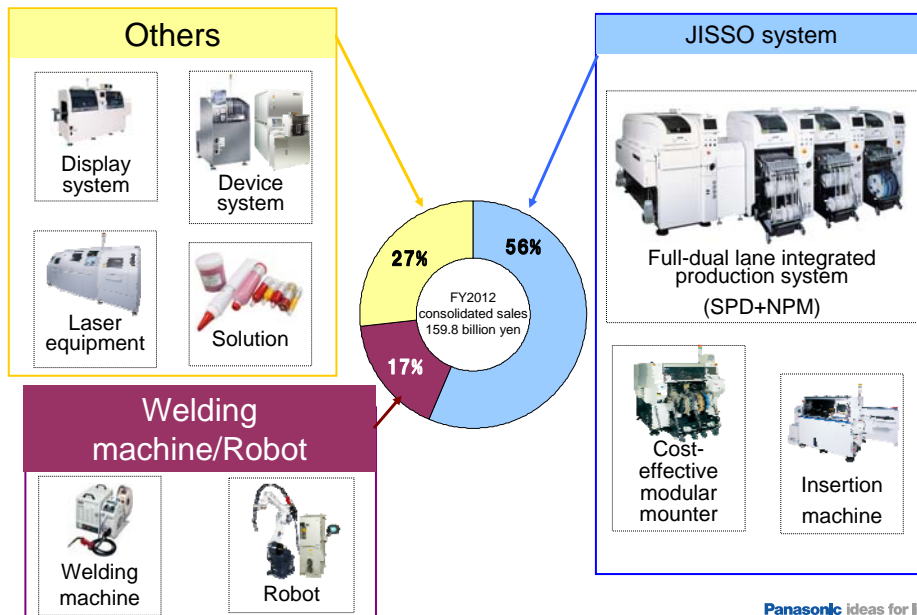 Others
Display
system
Device
system
Laser
equipment
Solution
JISSO system
Full-dual lane integrated
production system
(SPD+NPM)
Cost-
effective
modular
mounter
Insertion
machine
27%
56%
17%
FY2012
consolidated sales
159.8 billion yen
Welding
machine/Robot
Welding
machine
Robot
Panasonic ideas for